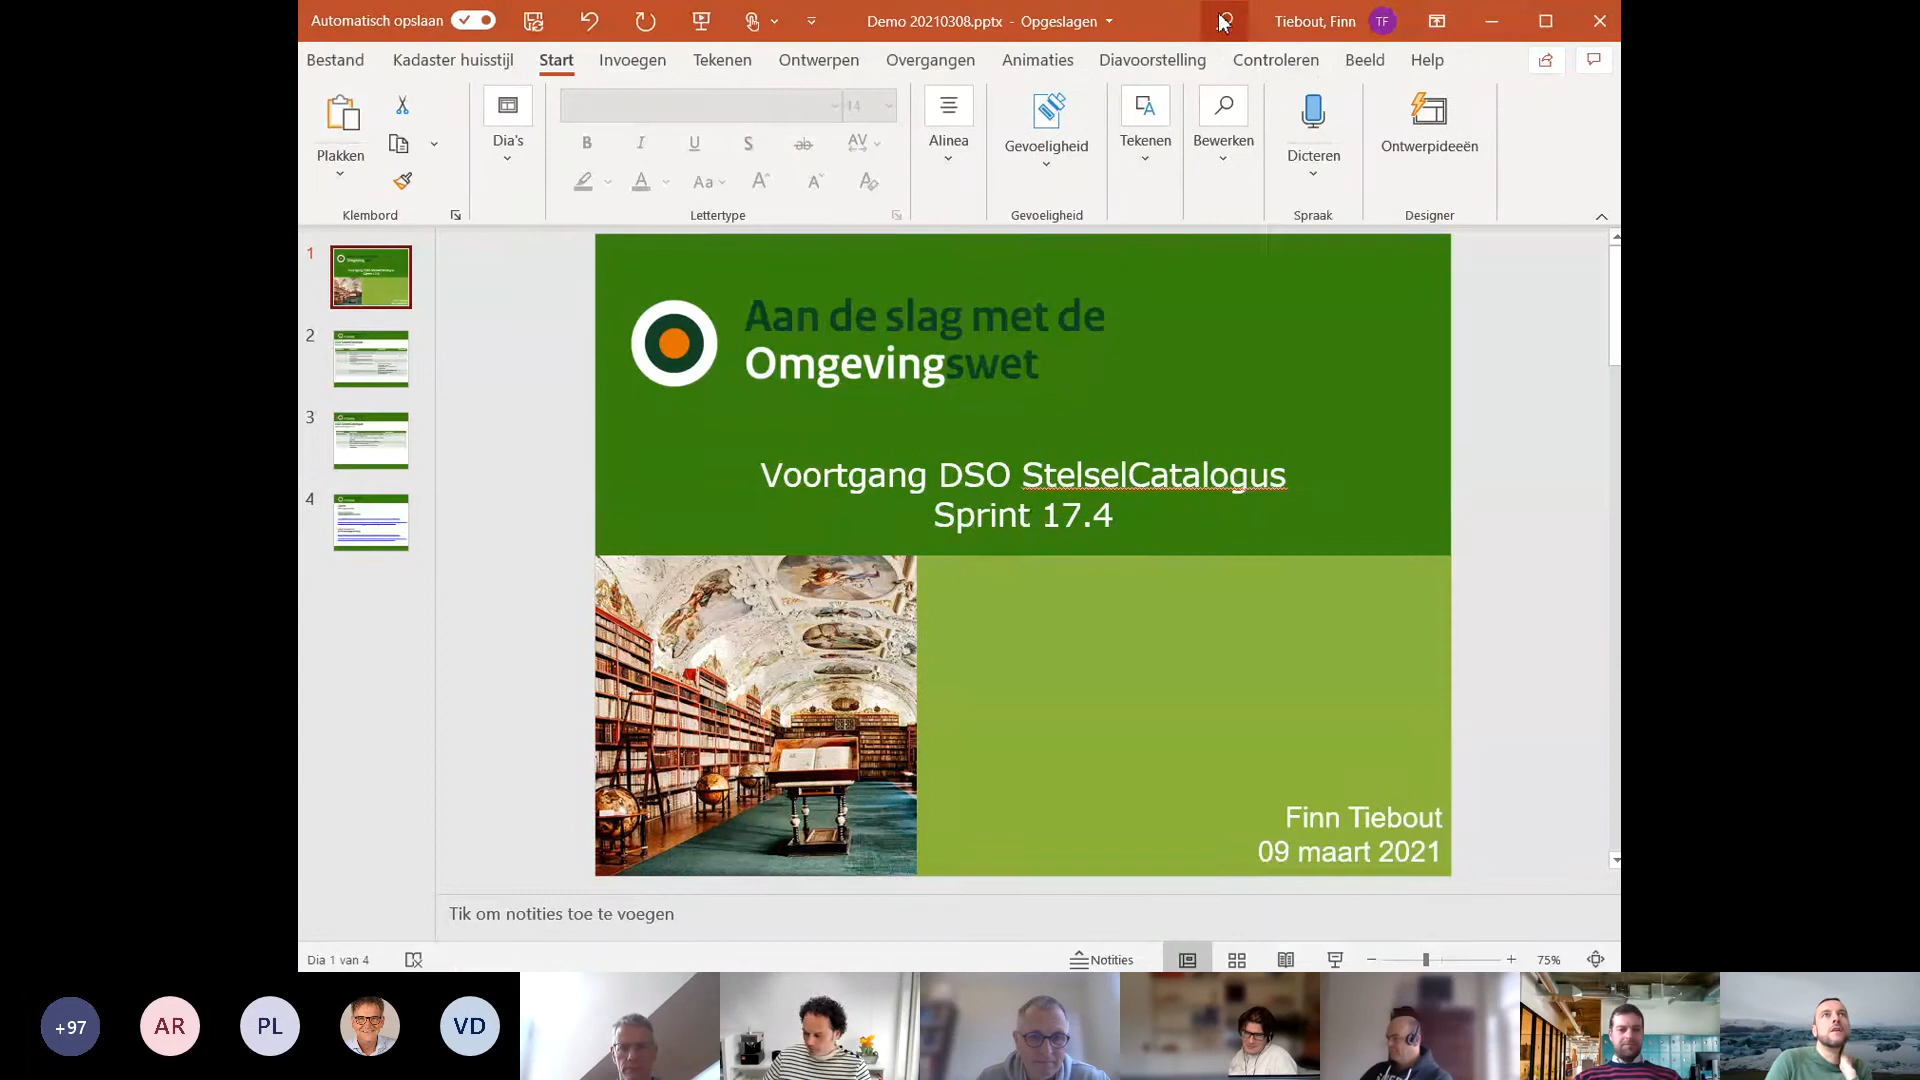 Automatisch opslaan
Demo 20210308.pptx - Opgeslagen
Tiebout, Finn TF
Bestand Kadaster huisstijl Start Invoegen Tekenen Ontwerpen Overgangen Animaties Diavoorstelling Controleren Beeld Help
14
Plakken
Dia's
B I U S ab AV
A Aa A A A
Alinea
Gevoeligheid
Tekenen
Bewerken
Dicteren
Ontwerpideeën
Klembord
Lettertype
Gevoeligheid
Spraak
Designer
1
2
3
4
Aan de slag met de
Omgevingswet
Voortgang DSO StelselCatalogus
Sprint 17.4
Finn Tiebout
09 maart 2021
Tik om notities toe te voegen
Dia 1 van 4
Notities
75%
+97
AR
PL
VD